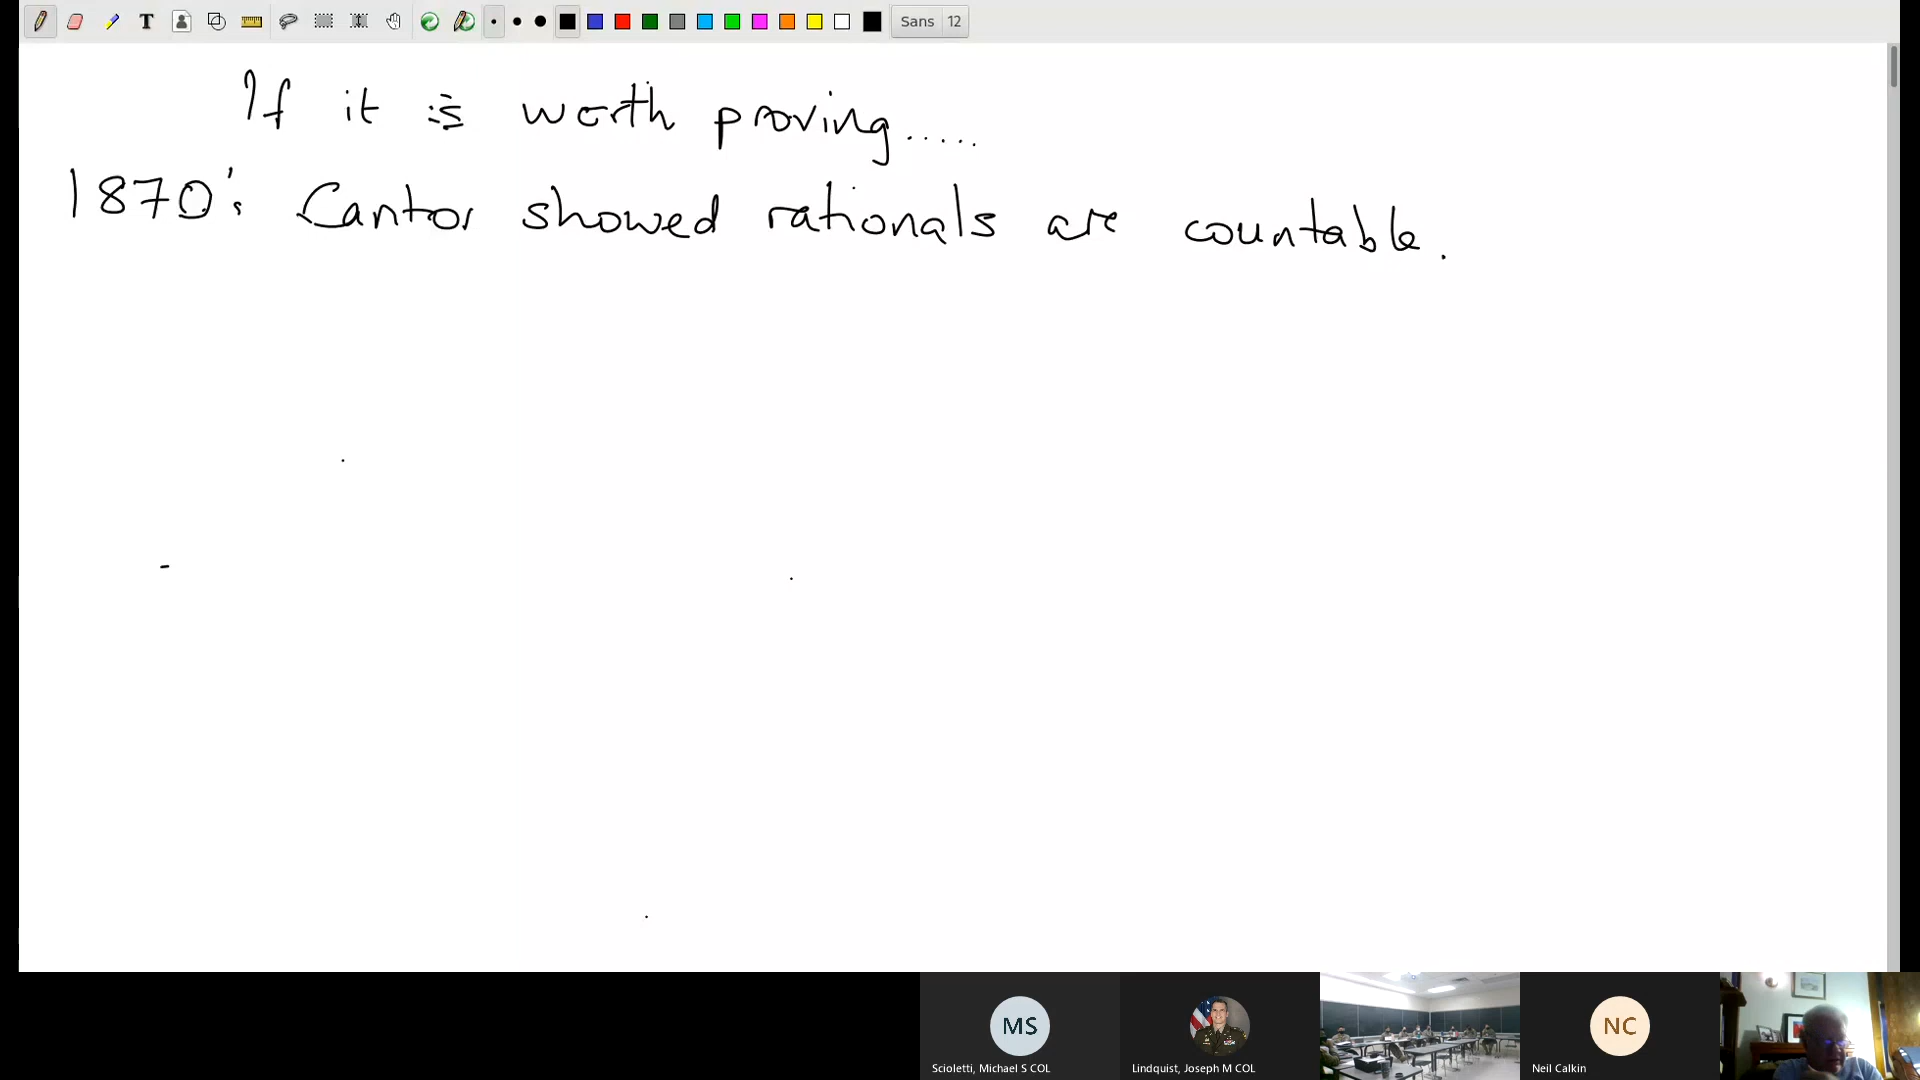 T Sans 12
If it is worth proving.....
1870's Cantor showed rationals are countable.
MS
NC
Scioletti, Michael S COL
Lindquist, Joseph M COL
Neil Calkin